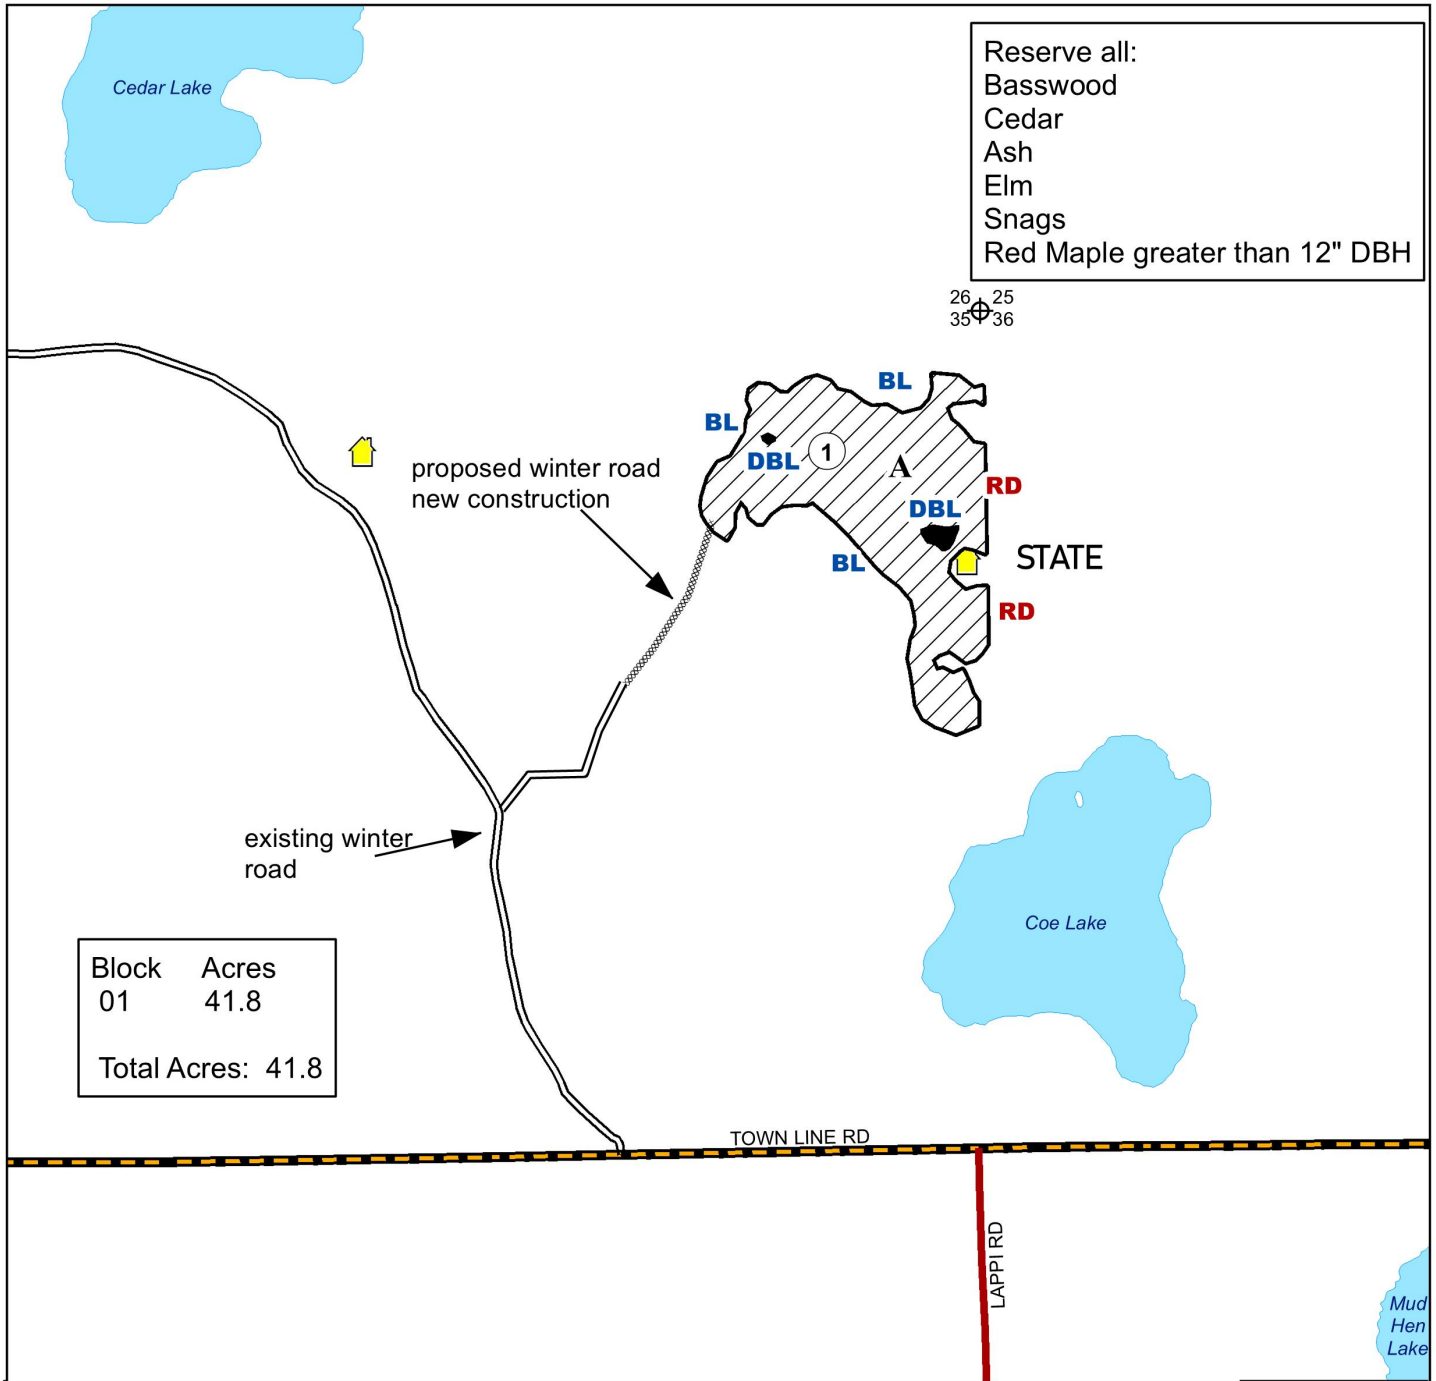 Cedar Lake
Reserve all:
Basswood
Cedar
Ash
Elm
Snags
Red Maple greater than 12" DBH
26 25
35 36
BL
BL
1
DBL
A
proposed winter road
new construction
RD
DBL
BL
STATE
RD
existing winter
road
Coe Lake
Block Acres
01 41.8
Total Acres: 41.8
TOWN LINE RD
LAPPI RD
Mud
Hen
Lake